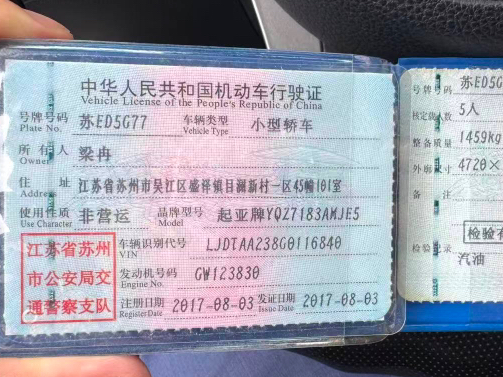 中华人民共和国机动车行驶证
Vehicle License of the People's Republic of China
号牌号码 Plate No. 苏ED5G77 车辆类型 Vehicle Type 小型轿车
所有人 Owner 梁冉
住址 Address 江苏省苏州市吴江区盛泽镇目澜新村一区45幢101室
使用性质 Use Character 非营运 品牌型号 Model 起亚牌YQZ7183AMJE5
江苏省苏州
市公安局交
通警察支队
车辆识别代号 VIN LJDTAA238G0116840
发动机号码 Engine No. GW123830
注册日期 Register Date 2017-08-03 发证日期 Issue Date 2017-08-03
号牌号码 苏ED5G
核定载人数 5人
整备质量 1459kg
外廓尺寸 4720×
备注
检验有
检验记录 汽油